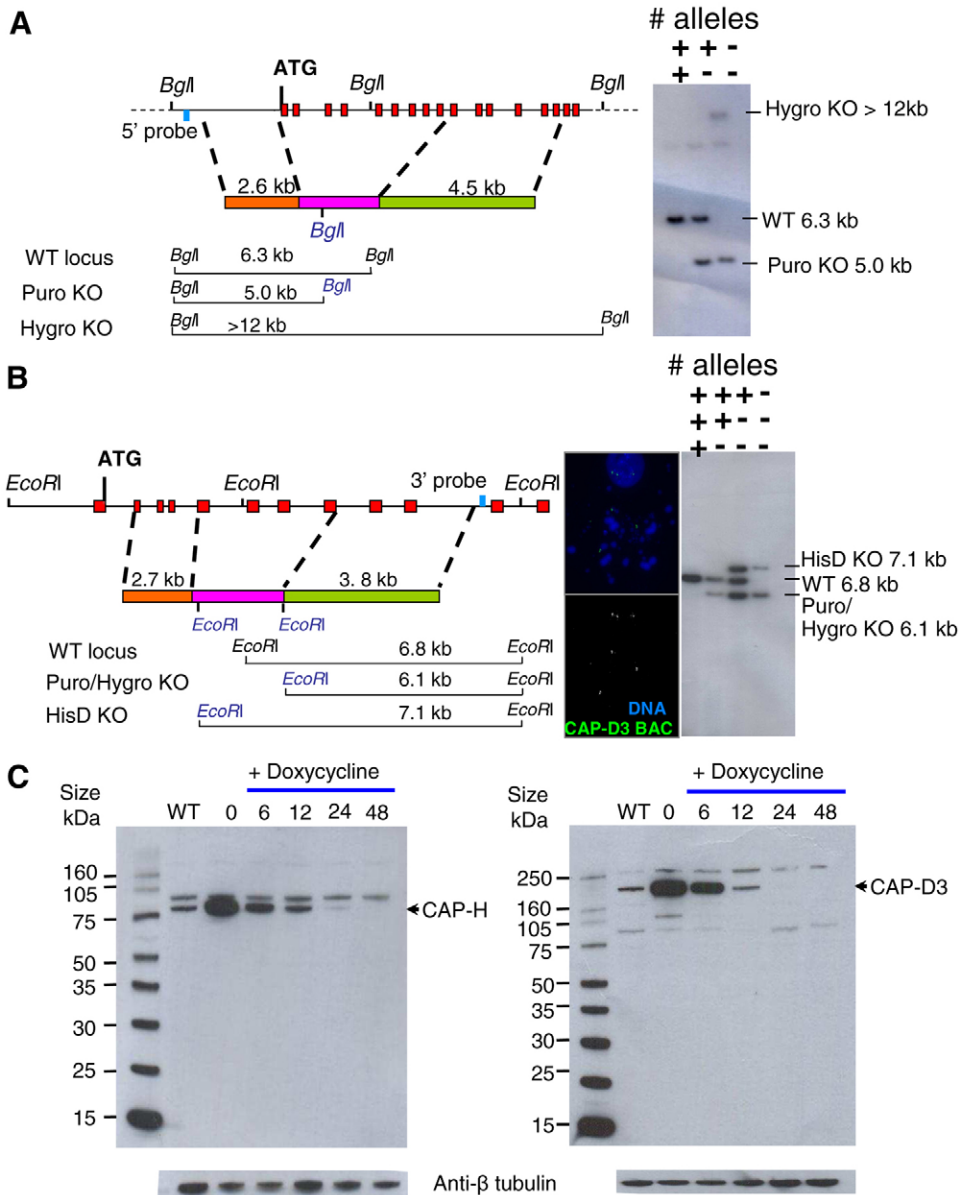 A
# alleles
+ + -
+ - -
ATG
BglI
BglI
BglI
5' probe
2.6 kb
4.5 kb
BglI
WT locus
BglI
6.3 kb
BglI
Puro KO
BglI
5.0 kb
BglI
Hygro KO
BglI
>12 kb
BglI
Hygro KO > 12kb
WT 6.3 kb
Puro KO 5.0 kb
B
# alleles
+ + + -
+ + - -
+ - - -
ATG
EcoRI
EcoRI
3' probe
EcoRI
2.7 kb
3. 8 kb
EcoRI
EcoRI
WT locus
EcoRI
6.8 kb
EcoRI
Puro/Hygro KO
EcoRI
6.1 kb
EcoRI
HisD KO
EcoRI
7.1 kb
EcoRI
DNA
CAP-D3 BAC
HisD KO 7.1 kb
WT 6.8 kb
Puro/
Hygro KO 6.1 kb
C
+ Doxycycline
Size
kDa
WT 0 6 12 24 48
160
105
75
50
35
30
25
15
CAP-H
+ Doxycycline
Size
kDa
WT 0 6 12 24 48
250
160
105
75
50
35
30
25
15
CAP-D3
Anti-β tubulin